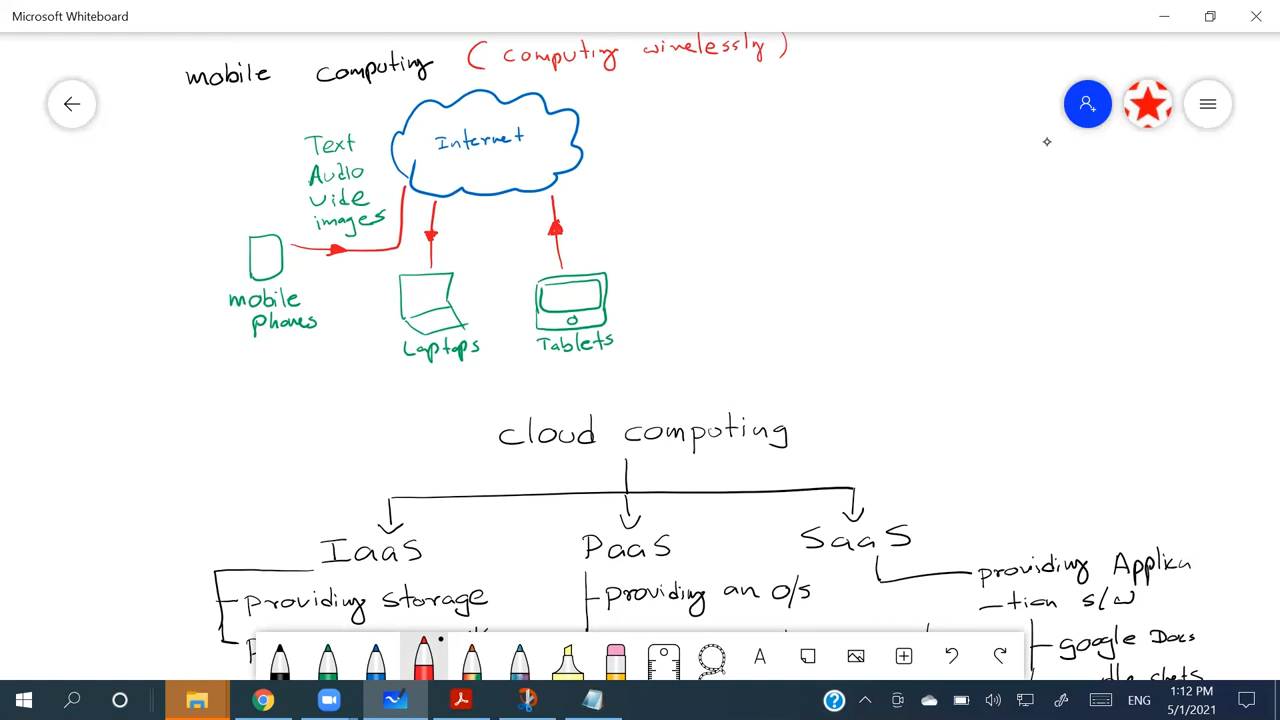 Microsoft Whiteboard
mobile computing (computing wirelessly)
Internet
Text
Audio
vide
images
mobile
phones
Laptops
Tablets
cloud computing
IaaS
PaaS
SaaS
providing storage
providing an o/s
providing Applica
-tion s/w
google Docs
A
ENG
1:12 PM
5/1/2021